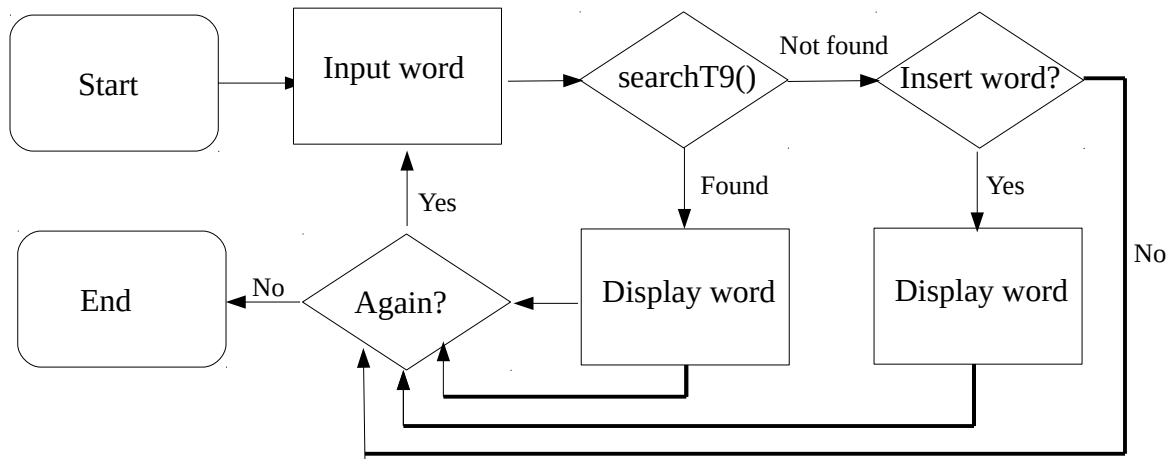 Start
Input word
searchT9()
Not found
Insert word?
Yes
Found
Yes
No
End
No
Again?
Display word
Display word